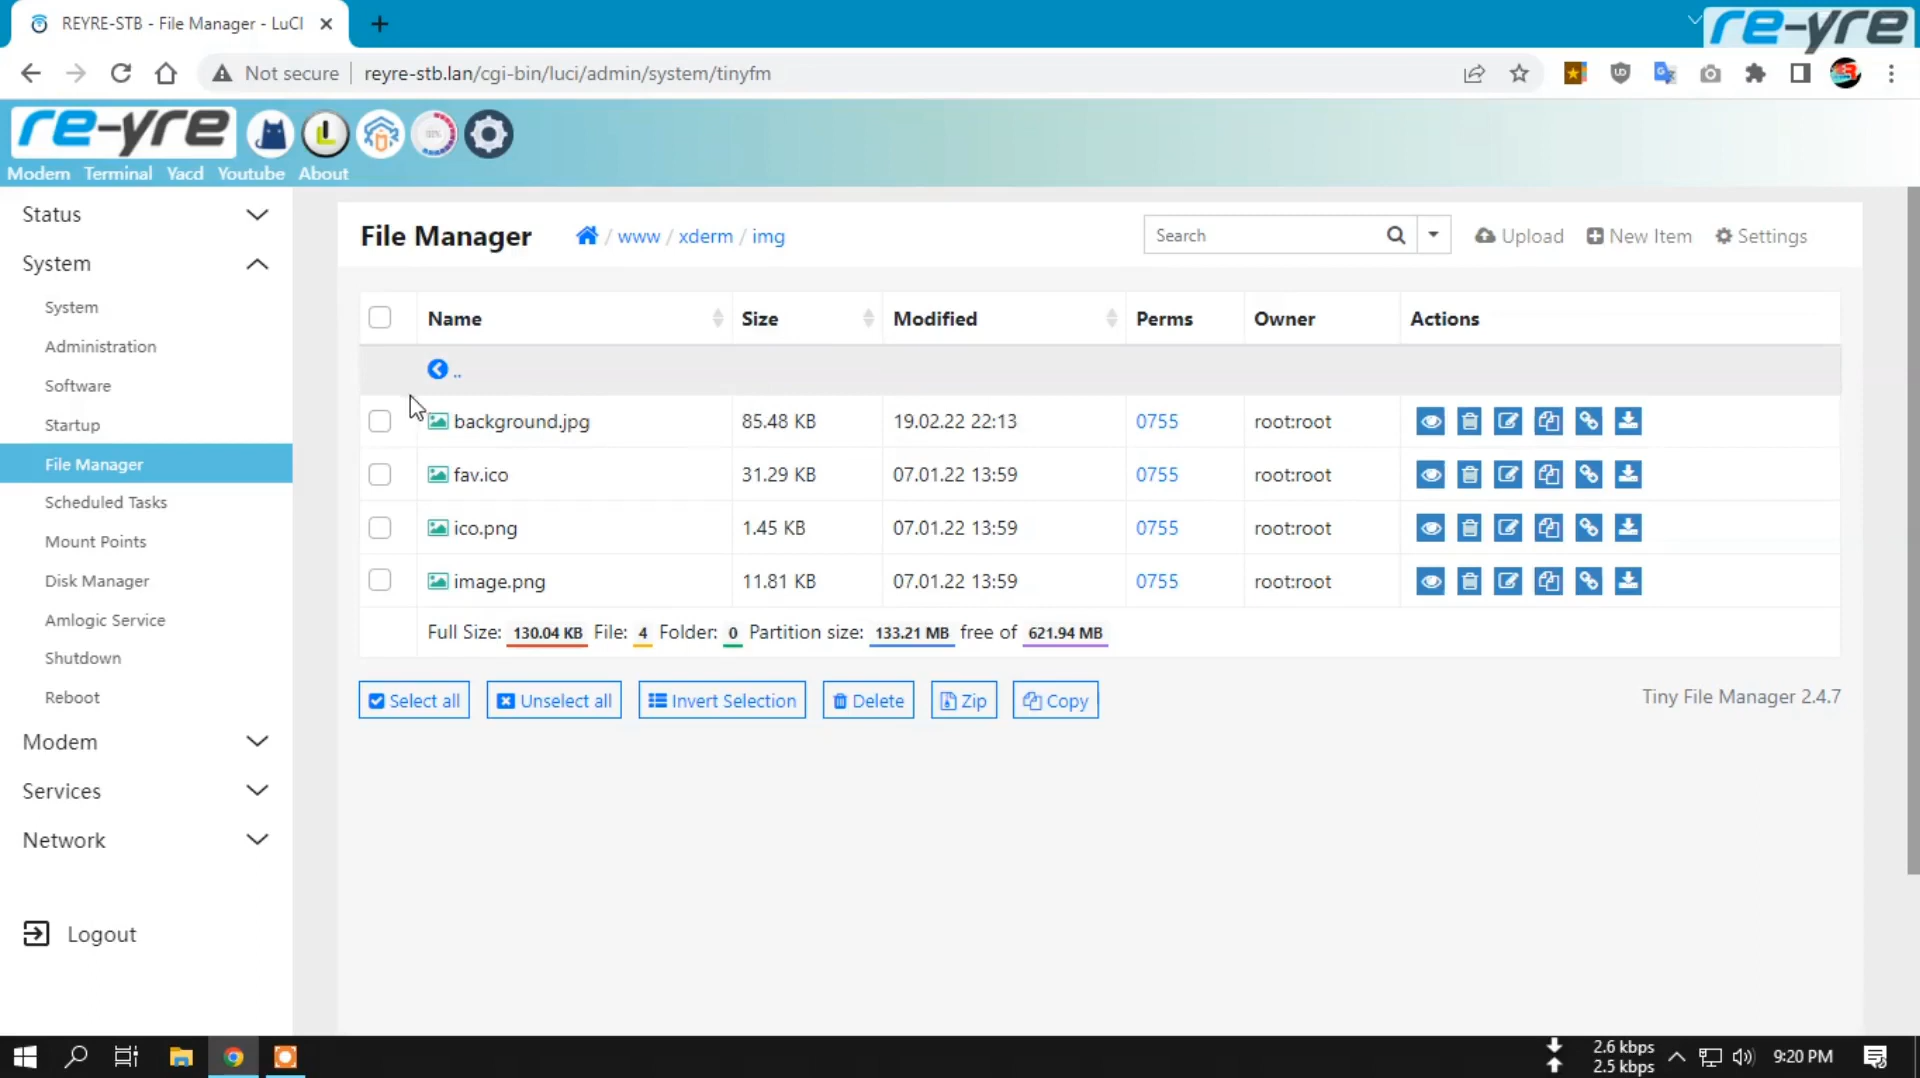 REYRE-STB - File Manager - LuCI
re-yre
Not secure
reyre-stb.lan/cgi-bin/luci/admin/system/tinyfm
re-yre
Modem Terminal Yacd Youtube About
Status
System
System
Administration
Software
Startup
File Manager
Scheduled Tasks
Mount Points
Disk Manager
Amlogic Service
Shutdown
Reboot
Modem
Services
Network
Logout
File Manager / www / xderm / img
Search
Upload New Item Settings
Name Size Modified Perms Owner Actions
..
background.jpg 85.48 KB 19.02.22 22:13 0755 root:root
fav.ico 31.29 KB 07.01.22 13:59 0755 root:root
ico.png 1.45 KB 07.01.22 13:59 0755 root:root
image.png 11.81 KB 07.01.22 13:59 0755 root:root
Full Size: 130.04 KB File: 4 Folder: 0 Partition size: 133.21 MB free of 621.94 MB
Select all Unselect all Invert Selection Delete Zip Copy
Tiny File Manager 2.4.7
2.6 kbps
2.5 kbps
9:20 PM